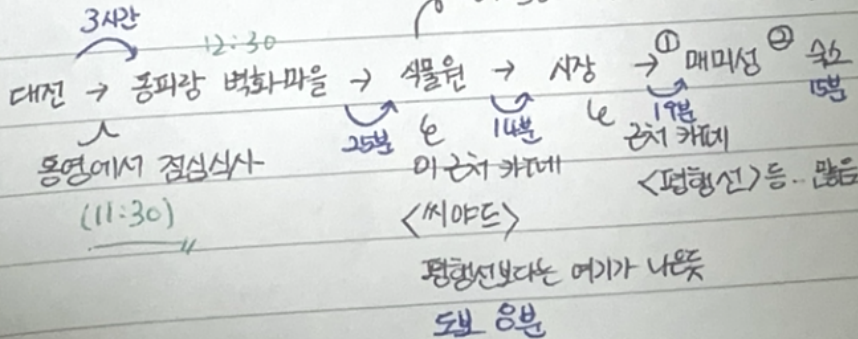 3시간
12:30
대전 → 동피랑 벽화마을 → 식물원 → 시장 → ① 매미성 ② 숙소
25분 14분 19분 15분
통영에서 점심식사 이 근처 카페 근처 카페
(11:30) <씨야드> <평행선> 등.. 많음
평행선보다는 여기가 나은듯
도보 8분